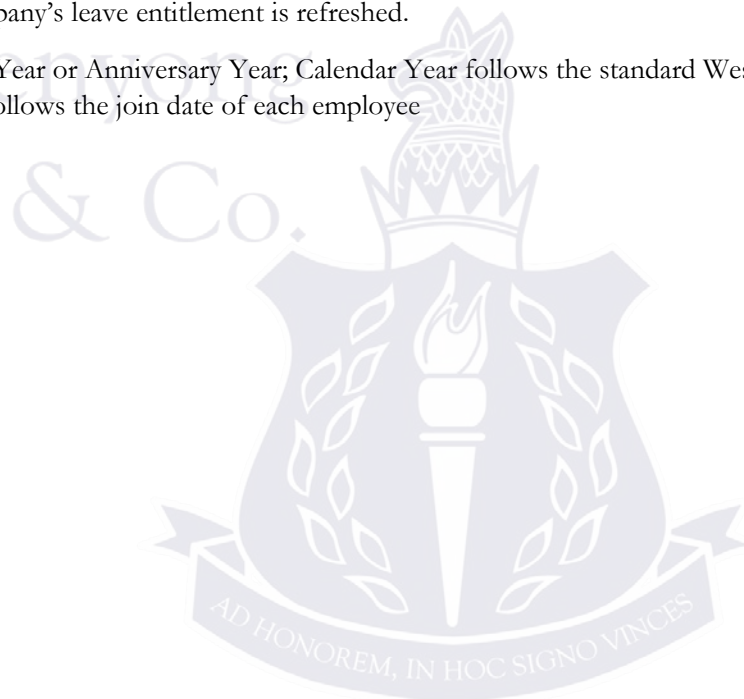 pany’s leave entitlement is refreshed.
Year or Anniversary Year; Calendar Year follows the standard Wes
ollows the join date of each employee
enyong
& Co.
AD HONOREM, IN HOC SIGNO VINCES